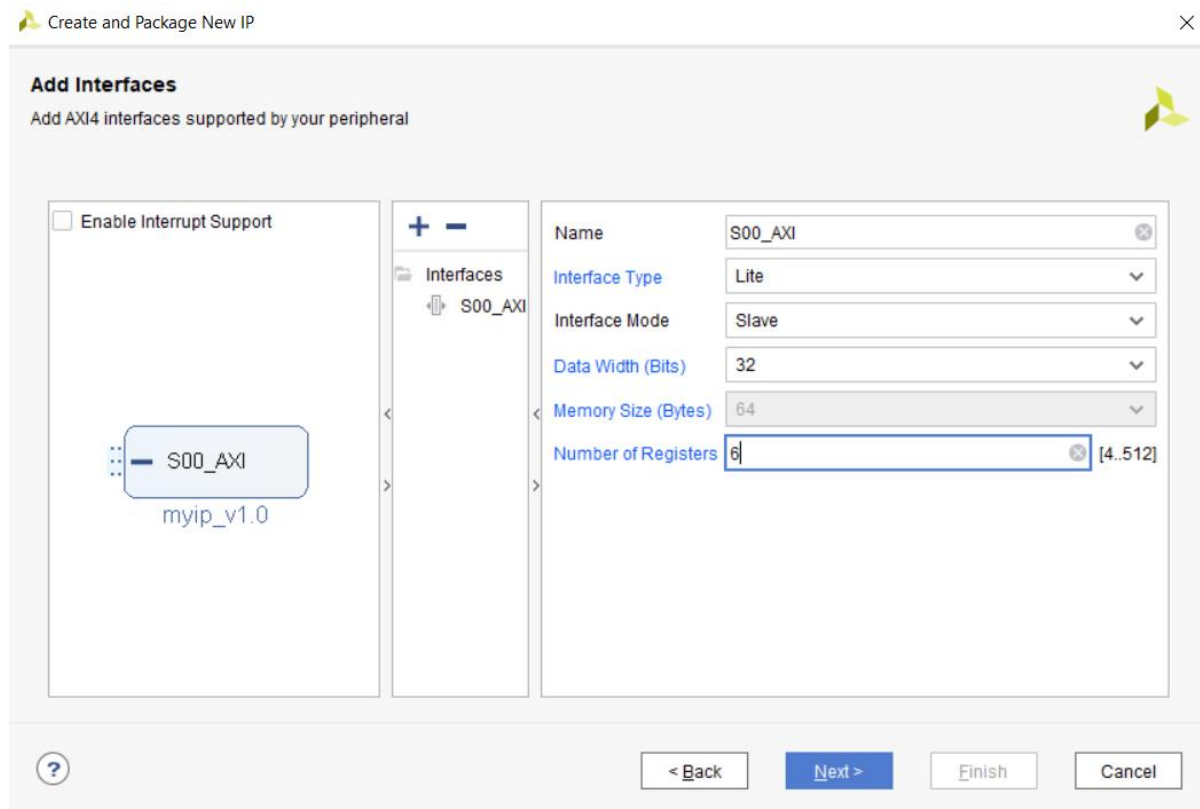 Create and Package New IP
Add Interfaces
Add AXI4 interfaces supported by your peripheral
Enable Interrupt Support
S00_AXI
myip_v1.0
Interfaces
S00_AXI
Name S00_AXI
Interface Type Lite
Interface Mode Slave
Data Width (Bits) 32
Memory Size (Bytes) 64
Number of Registers 6 [4..512]
? < Back Next > Finish Cancel